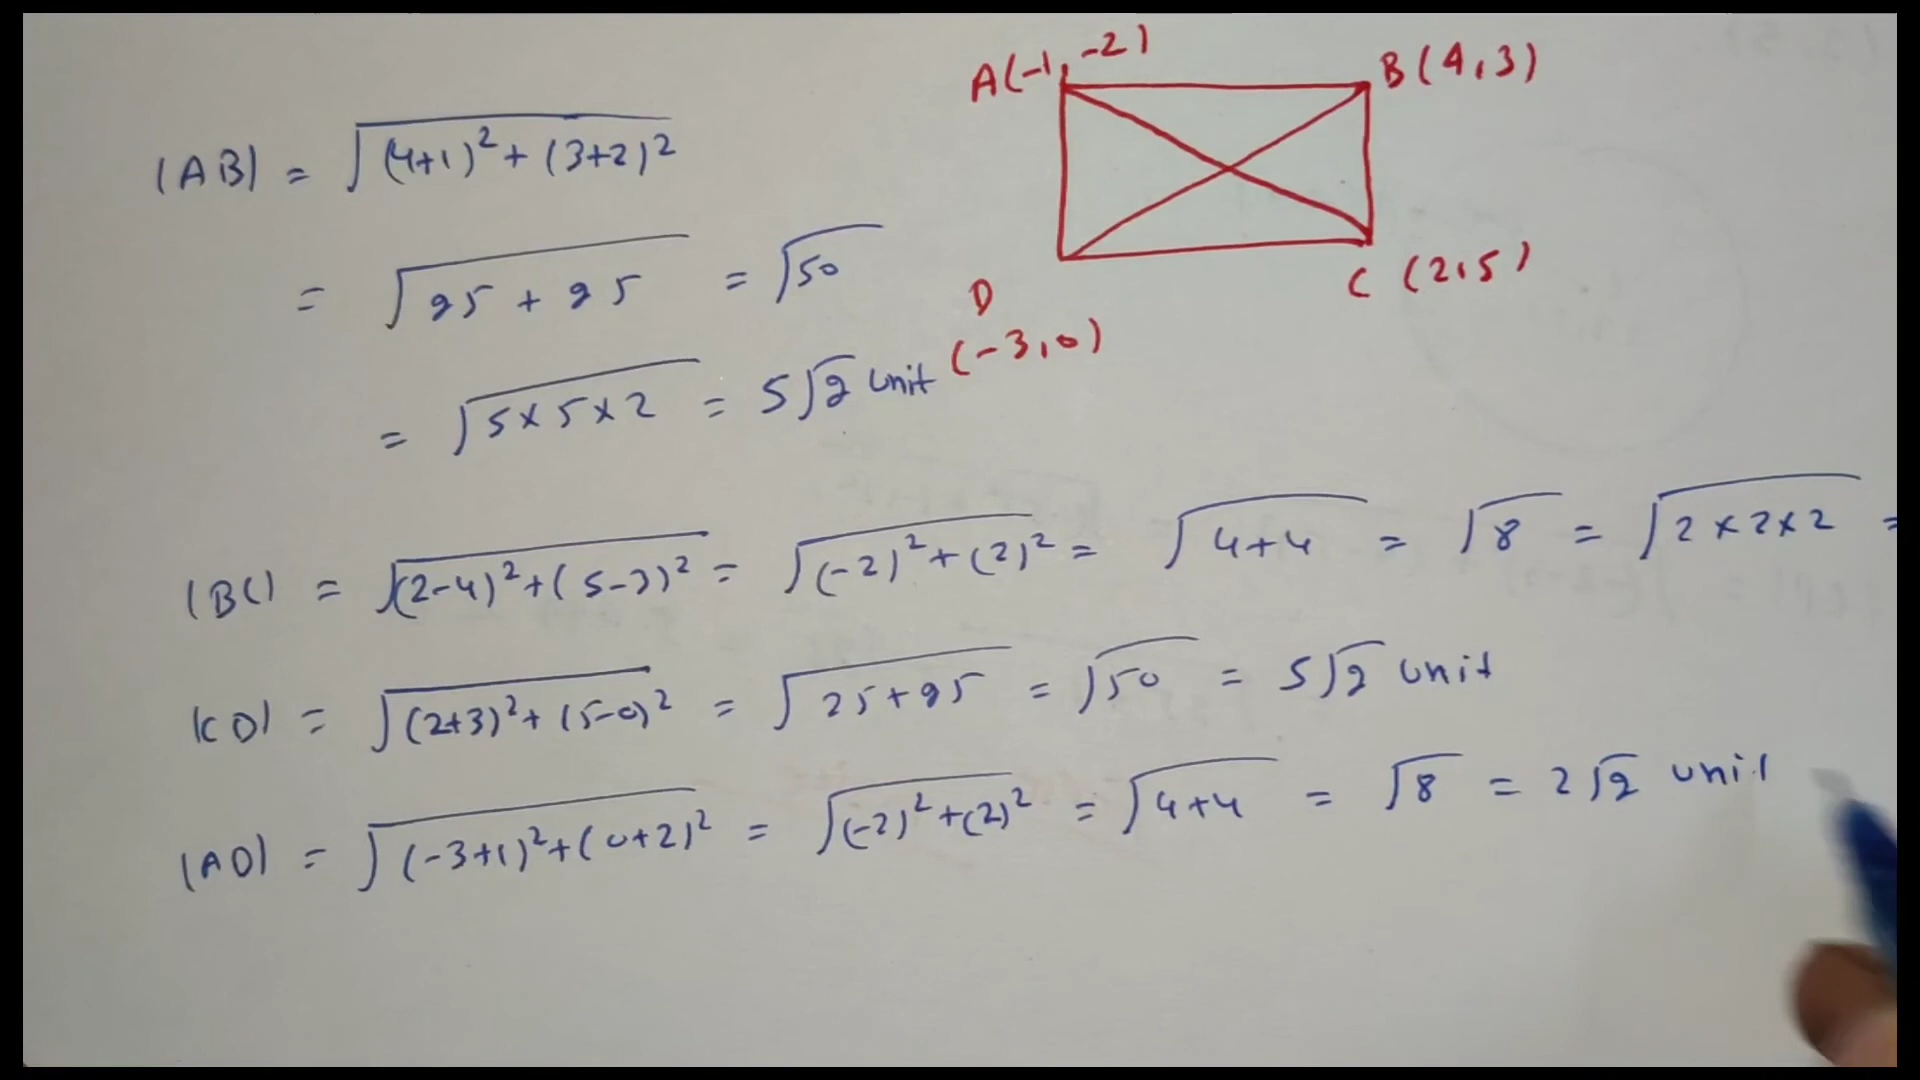 A(-1,-2)
B(4,3)
|AB| = √(4+1)²+(3+2)²
= √25+25 = √50
D
C (2,5)
(-3,0)
= √5×5×2 = 5√2 unit
|BC| = √(2-4)²+(5-3)² = √(-2)²+(2)² = √4+4 = √8 = √2×2×2 =
|CD| = √(2+3)²+(5-0)² = √25+25 = √50 = 5√2 unit
|AD| = √(-3+1)²+(0+2)² = √(-2)²+(2)² = √4+4 = √8 = 2√2 unit